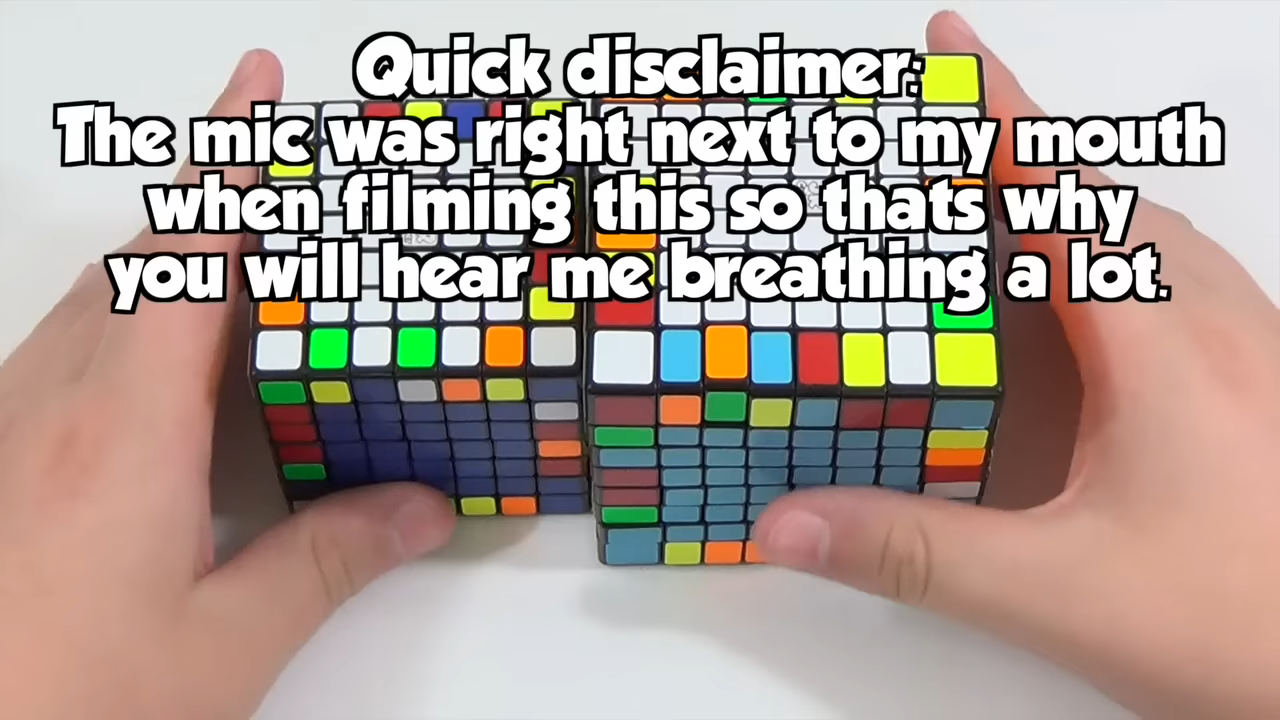 Quick disclaimer:
The mic was right next to my mouth
when filming this so thats why
you will hear me breathing a lot.